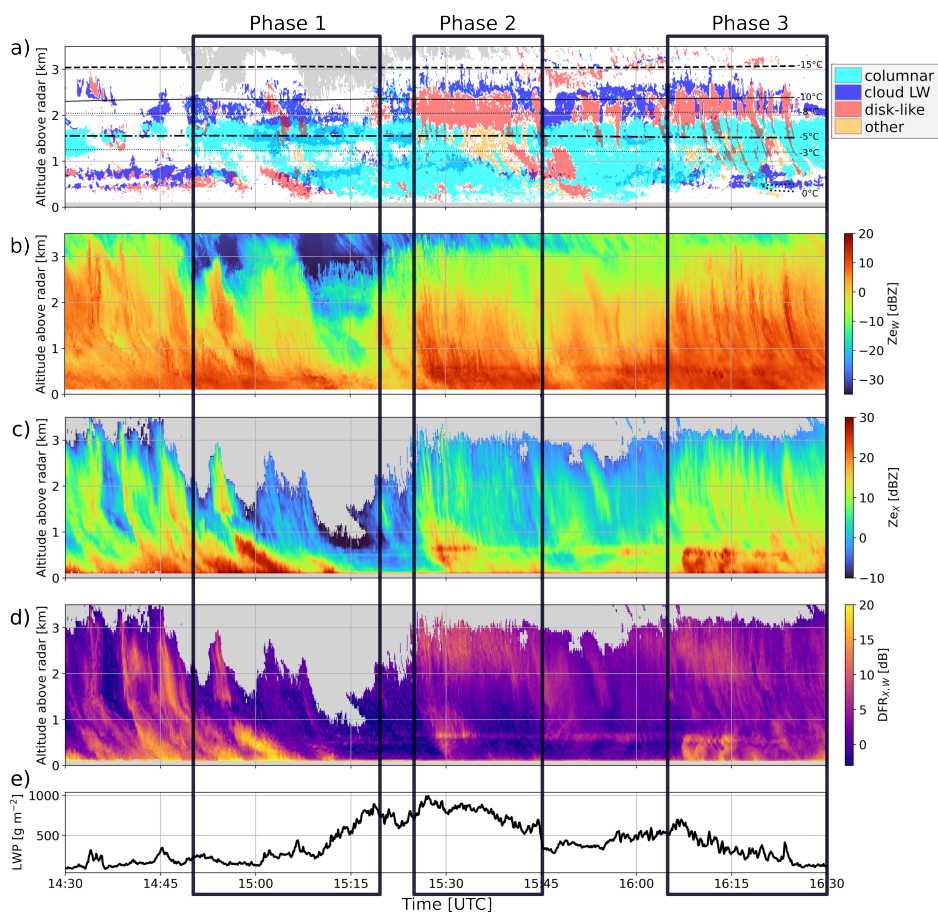 Phase 1
Phase 2
Phase 3
a)
Altitude above radar [km]
3
2
1
0
-15°C
-10°C
-5°C
-3°C
0°C
columnar
cloud LW
disk-like
other
b)
Altitude above radar [km]
3
2
1
0
20
10
0
−10
−20
−30
Ze_W [dBZ]
c)
Altitude above radar [km]
3
2
1
0
30
20
10
0
−10
Ze_X [dBZ]
d)
Altitude above radar [km]
3
2
1
0
20
15
10
5
0
DFR_{X,W} [dB]
e)
LWP [g m⁻²]
1000
500
14:30 14:45 15:00 15:15 15:30 15:45 16:00 16:15 16:30
Time [UTC]